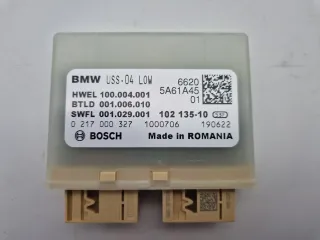 BMW USS-04 LOW 6620
HWEL 100.004.001 5A61A45
BTLD 001.006.010 01
SWFL 001.029.001 102 135-10
0 217 000 327 1000706 190622
BOSCH Made in ROMANIA